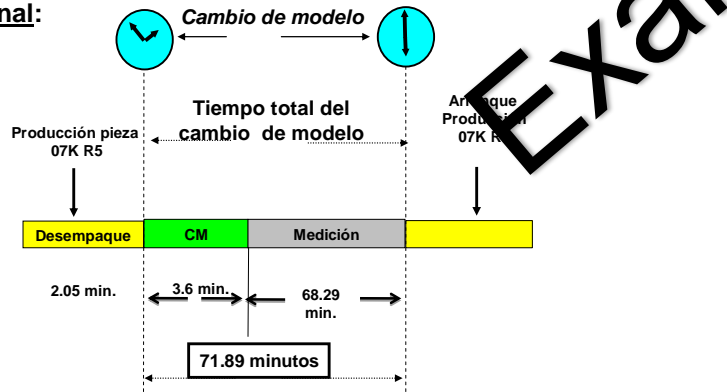 nal:
Cambio de modelo
Tiempo total del
cambio de modelo
Producción pieza
07K R5
07K
Desempaque
CM
Medición
2.05 min.
3.6 min.
68.29
min.
71.89 minutos
Exa